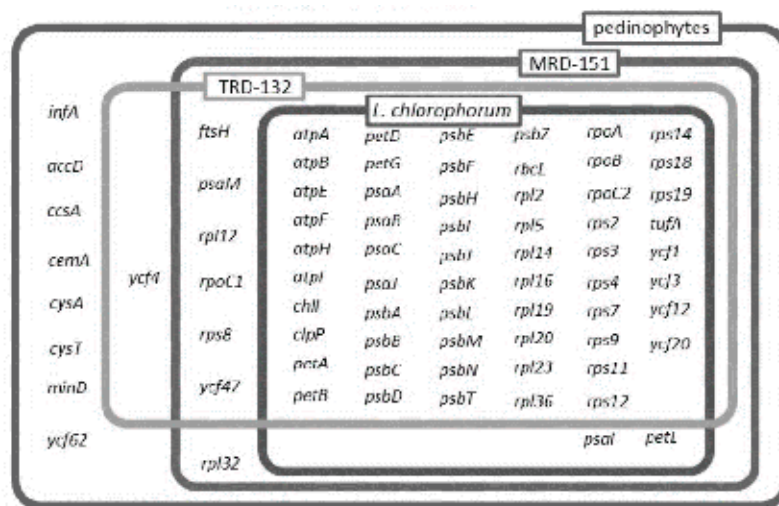 pedinophytes
MRD-151
TRD-132
L. chlorophorum
infA
accD
ccsA
cemA
cysA
cysT
minD
ycf62
ycf4
ftsH
psaM
rpl12
rpoC1
rps8
ycf47
rpl32
atpA petD psbE psbZ rpoA rps14
atpB petG psbF rbcL rpoB rps18
atpE psaA psbH rpl2 rpoC2 rps19
atpF psaB psbI rpl5 rps2 tufA
atpH psaC psbJ rpl14 rps3 ycf1
atpI psaJ psbK rpl16 rps4 ycf3
chlI psbA psbL rpl19 rps7 ycf12
clpP psbB psbM rpl20 rps9 ycf20
petA psbC psbN rpl23 rps11
petB psbD psbT rpl36 rps12
psaI petL